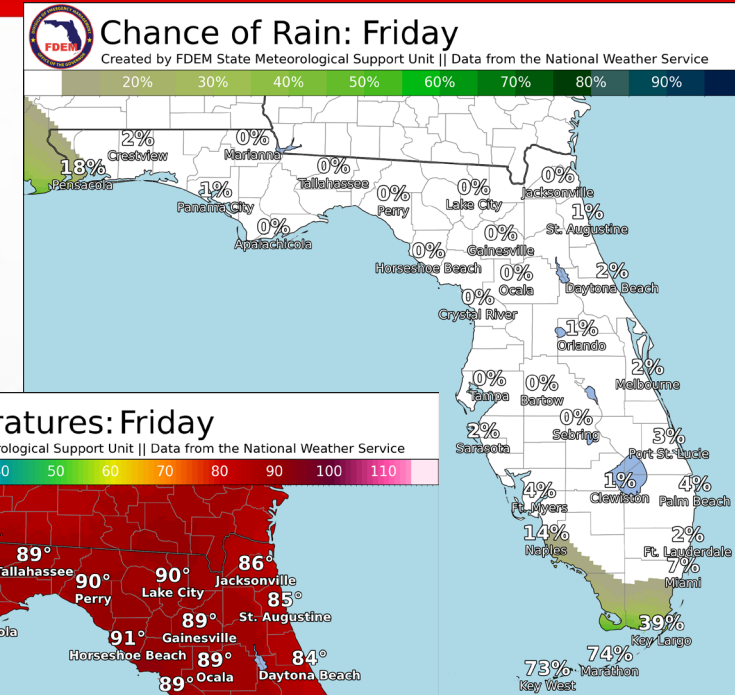 FDEM
Chance of Rain: Friday
Created by FDEM State Meteorological Support Unit || Data from the National Weather Service
20% 30% 40% 50% 60% 70% 80% 90%
2%
Crestview
0%
Marianna
18%
Pensacola
0%
Tallahassee
0%
Jacksonville
1%
Panama City
0%
Perry
0%
Lake City
1%
St. Augustine
0%
Apalachicola
0%
Gainesville
0%
Horseshoe Beach
0%
Ocala
2%
Daytona Beach
0%
Crystal River
1%
Orlando
2%
Melbourne
0%
Tampa
0%
Bartow
0%
Sebring
2%
Sarasota
3%
Port St. Lucie
1%
Clewiston
4%
Palm Beach
4%
Ft. Myers
14%
Naples
2%
Ft. Lauderdale
7%
Miami
39%
Key Largo
74%
Marathon
73%
Key West
ratures: Friday
rological Support Unit || Data from the National Weather Service
0 50 60 70 80 90 100 110
89°
Tallahassee
90°
Perry
90°
Lake City
86°
Jacksonville
85°
St. Augustine
89°
Gainesville
91°
Horseshoe Beach
ola
89°
Ocala
84°
Daytona Beach
89°